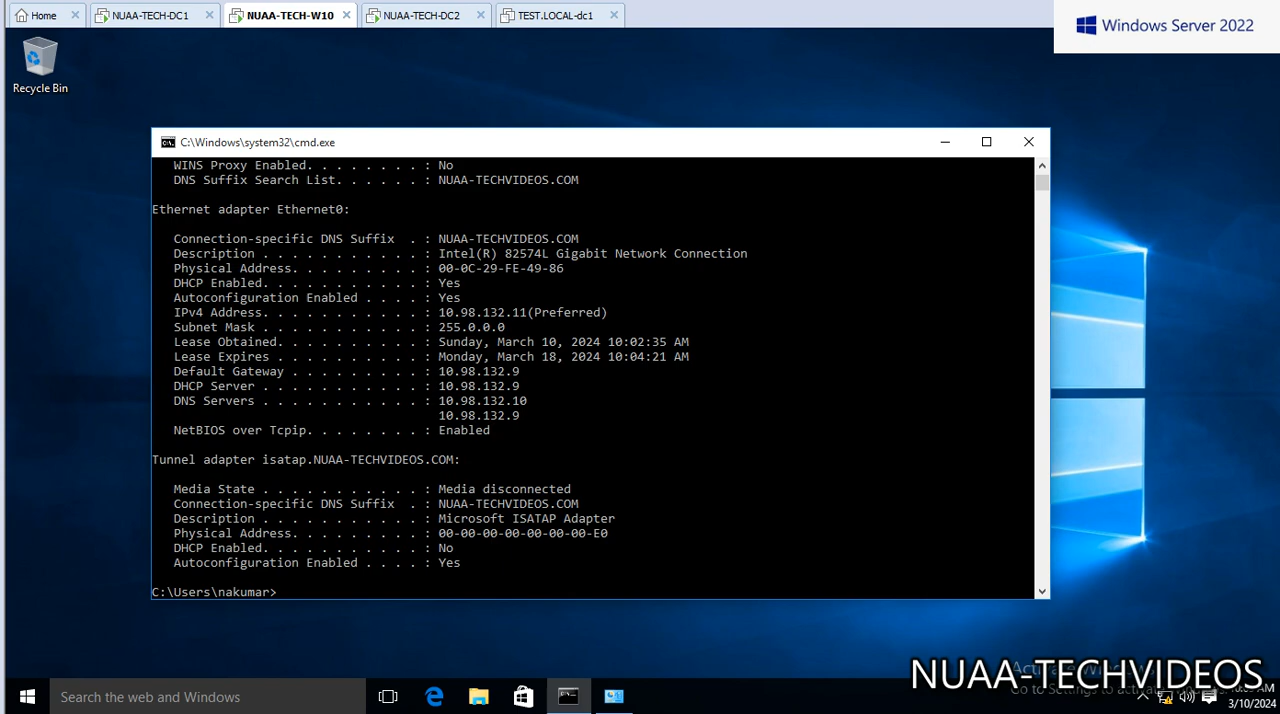 Home
NUAA-TECH-DC1
NUAA-TECH-W10
NUAA-TECH-DC2
TEST.LOCAL-dc1
Windows Server 2022
Recycle Bin
C:\Windows\system32\cmd.exe
WINS Proxy Enabled. . . . . . . . : No
DNS Suffix Search List. . . . . . : NUAA-TECHVIDEOS.COM
Ethernet adapter Ethernet0:
Connection-specific DNS Suffix  . : NUAA-TECHVIDEOS.COM
Description . . . . . . . . . . . : Intel(R) 82574L Gigabit Network Connection
Physical Address. . . . . . . . . : 00-0C-29-FE-49-86
DHCP Enabled. . . . . . . . . . . : Yes
Autoconfiguration Enabled . . . . : Yes
IPv4 Address. . . . . . . . . . . : 10.98.132.11(Preferred)
Subnet Mask . . . . . . . . . . . : 255.0.0.0
Lease Obtained. . . . . . . . . . : Sunday, March 10, 2024 10:02:35 AM
Lease Expires . . . . . . . . . . : Monday, March 18, 2024 10:04:21 AM
Default Gateway . . . . . . . . . : 10.98.132.9
DHCP Server . . . . . . . . . . . : 10.98.132.9
DNS Servers . . . . . . . . . . . : 10.98.132.10
10.98.132.9
NetBIOS over Tcpip. . . . . . . . : Enabled
Tunnel adapter isatap.NUAA-TECHVIDEOS.COM:
Media State . . . . . . . . . . . : Media disconnected
Connection-specific DNS Suffix  . : NUAA-TECHVIDEOS.COM
Description . . . . . . . . . . . : Microsoft ISATAP Adapter
Physical Address. . . . . . . . . : 00-00-00-00-00-00-00-E0
DHCP Enabled. . . . . . . . . . . : No
Autoconfiguration Enabled . . . . : Yes
C:\Users\nakumar>
NUAA-TECHVIDEOS.
Go to Settings to
Search the web and Windows
AM
3/10/2024